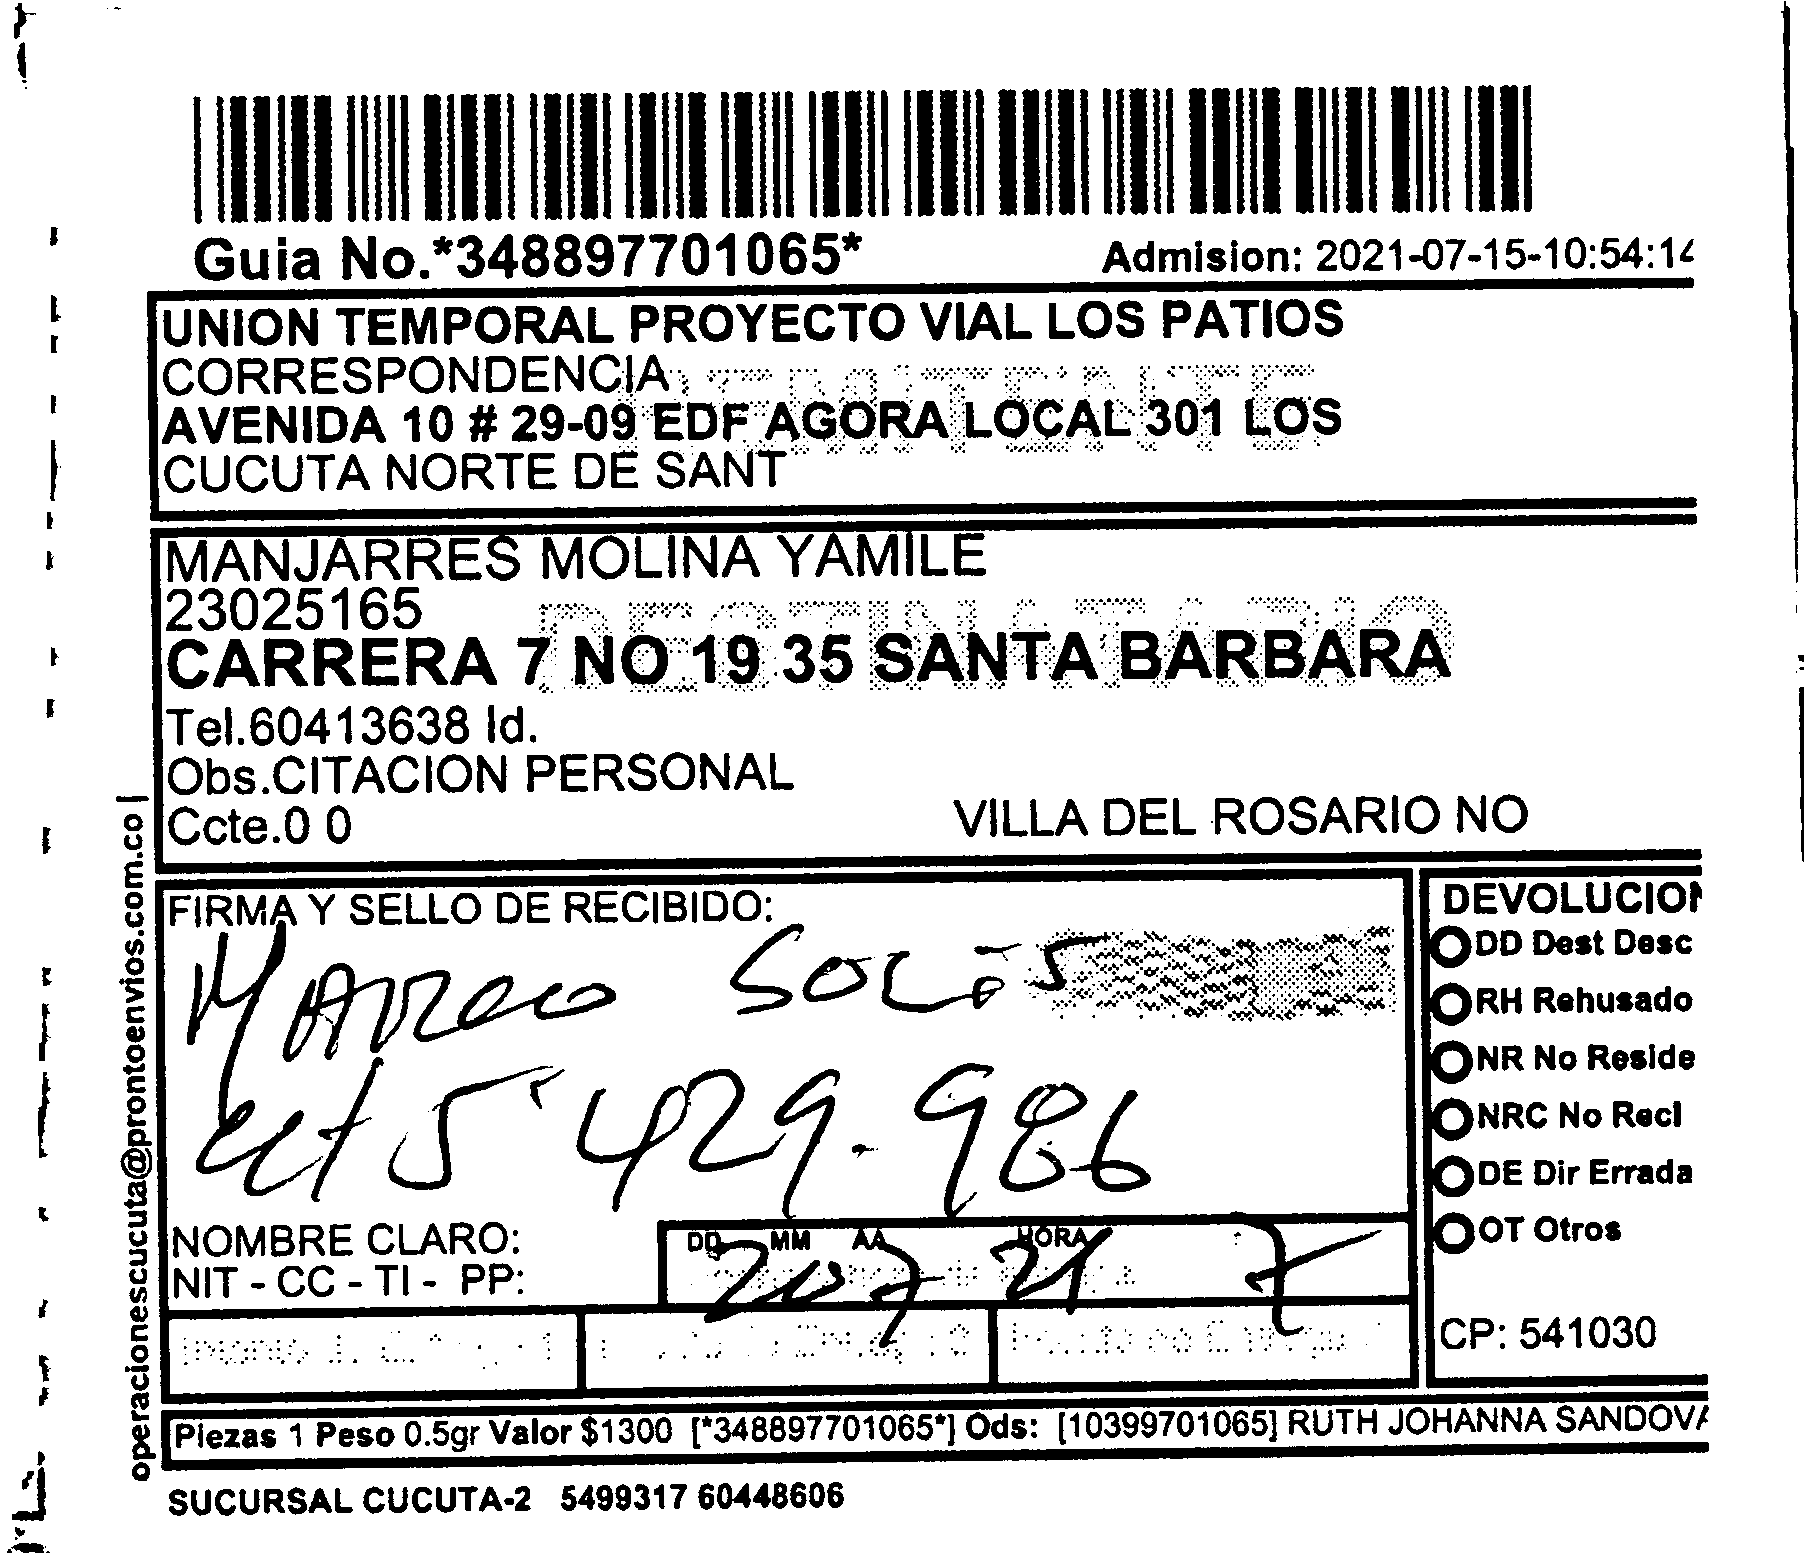 Guia No.*348897701065*
Admision: 2021-07-15-10:54:14
UNION TEMPORAL PROYECTO VIAL LOS PATIOS
CORRESPONDENCIA
REMITENTE
AVENIDA 10 # 29-09 EDF AGORA LOCAL 301 LOS
CUCUTA NORTE DE SANT
MANJARRES MOLINA YAMILE
23025165
DESTINATARIO
CARRERA 7 NO 19 35 SANTA BARBARA
Tel.60413638 Id.
Obs.CITACION PERSONAL
Ccte.0 0
VILLA DEL ROSARIO NO
operacionescucuta@prontoenvios.com.co |
FIRMA Y SELLO DE RECIBIDO:
MARCO SOLIS
5 429.986
NOMBRE CLARO:
NIT - CC - TI - PP:
DD MM AA HORA
20 7 21
DEVOLUCION
DD Dest Desc
RH Rehusado
NR No Reside
NRC No Recl
DE Dir Errada
OT Otros
CP: 541030
Piezas 1 Peso 0.5gr Valor $1300 [*348897701065*] Ods: [10399701065] RUTH JOHANNA SANDOVA
SUCURSAL CUCUTA-2 5499317 60448606